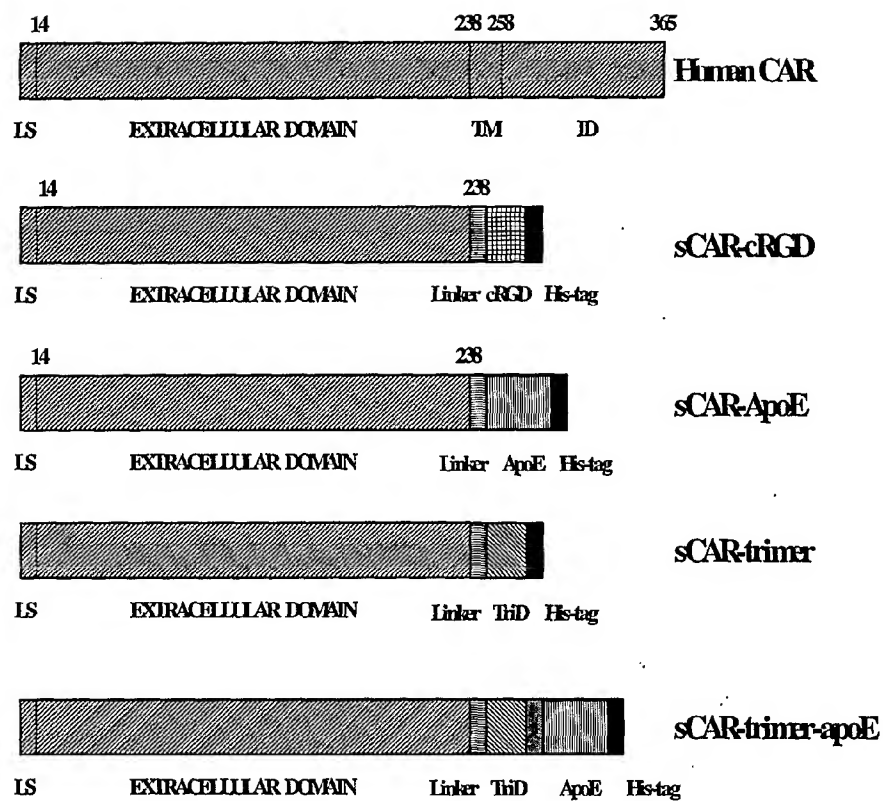 14 238 258 365
Human CAR
LS EXTRACELLULAR DOMAIN TM ID
14 238
sCAR-cRGD
LS EXTRACELLULAR DOMAIN Linker cRGD His-tag
14 238
sCAR-ApoE
LS EXTRACELLULAR DOMAIN Linker ApoE His-tag
sCAR-trimer
LS EXTRACELLULAR DOMAIN Linker TriD His-tag
sCAR-trimer-apoE
LS EXTRACELLULAR DOMAIN Linker TriD ApoE His-tag